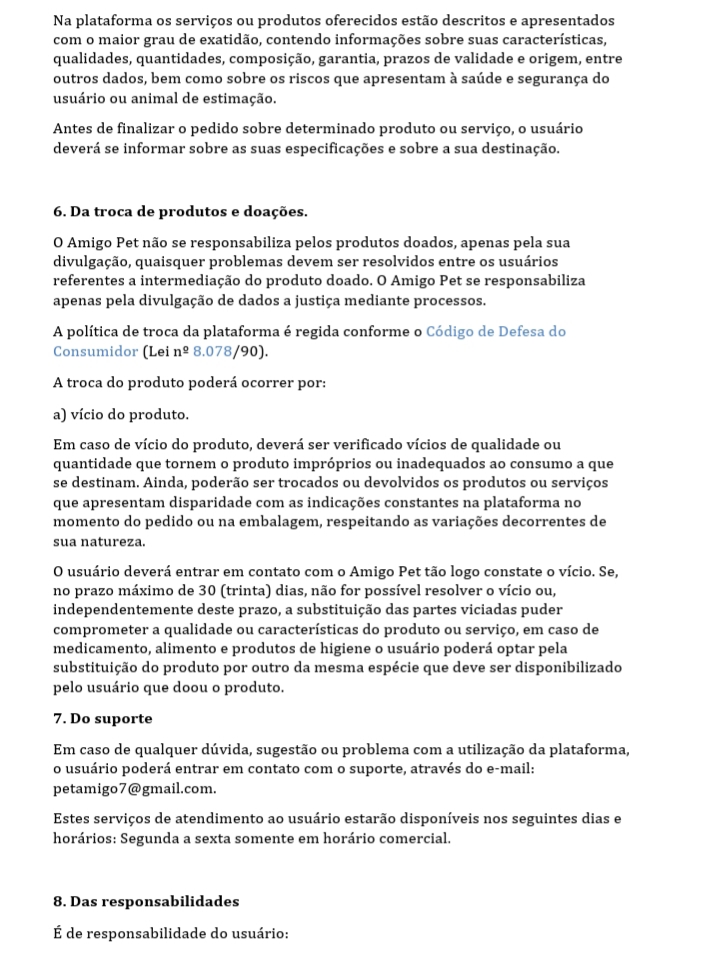 Na plataforma os serviços ou produtos oferecidos estão descritos e apresentados
com o maior grau de exatidão, contendo informações sobre suas características,
qualidades, quantidades, composição, garantia, prazos de validade e origem, entre
outros dados, bem como sobre os riscos que apresentam à saúde e segurança do
usuário ou animal de estimação.
Antes de finalizar o pedido sobre determinado produto ou serviço, o usuário
deverá se informar sobre as suas especificações e sobre a sua destinação.
6. Da troca de produtos e doações.
O Amigo Pet não se responsabiliza pelos produtos doados, apenas pela sua
divulgação, quaisquer problemas devem ser resolvidos entre os usuários
referentes a intermediação do produto doado. O Amigo Pet se responsabiliza
apenas pela divulgação de dados a justiça mediante processos.
A política de troca da plataforma é regida conforme o Código de Defesa do
Consumidor (Lei nº 8.078/90).
A troca do produto poderá ocorrer por:
a) vício do produto.
Em caso de vício do produto, deverá ser verificado vícios de qualidade ou
quantidade que tornem o produto impróprios ou inadequados ao consumo a que
se destinam. Ainda, poderão ser trocados ou devolvidos os produtos ou serviços
que apresentam disparidade com as indicações constantes na plataforma no
momento do pedido ou na embalagem, respeitando as variações decorrentes de
sua natureza.
O usuário deverá entrar em contato com o Amigo Pet tão logo constate o vício. Se,
no prazo máximo de 30 (trinta) dias, não for possível resolver o vício ou,
independentemente deste prazo, a substituição das partes viciadas puder
comprometer a qualidade ou características do produto ou serviço, em caso de
medicamento, alimento e produtos de higiene o usuário poderá optar pela
substituição do produto por outro da mesma espécie que deve ser disponibilizado
pelo usuário que doou o produto.
7. Do suporte
Em caso de qualquer dúvida, sugestão ou problema com a utilização da plataforma,
o usuário poderá entrar em contato com o suporte, através do e-mail:
petamigo7@gmail.com.
Estes serviços de atendimento ao usuário estarão disponíveis nos seguintes dias e
horários: Segunda a sexta somente em horário comercial.
8. Das responsabilidades
É de responsabilidade do usuário: